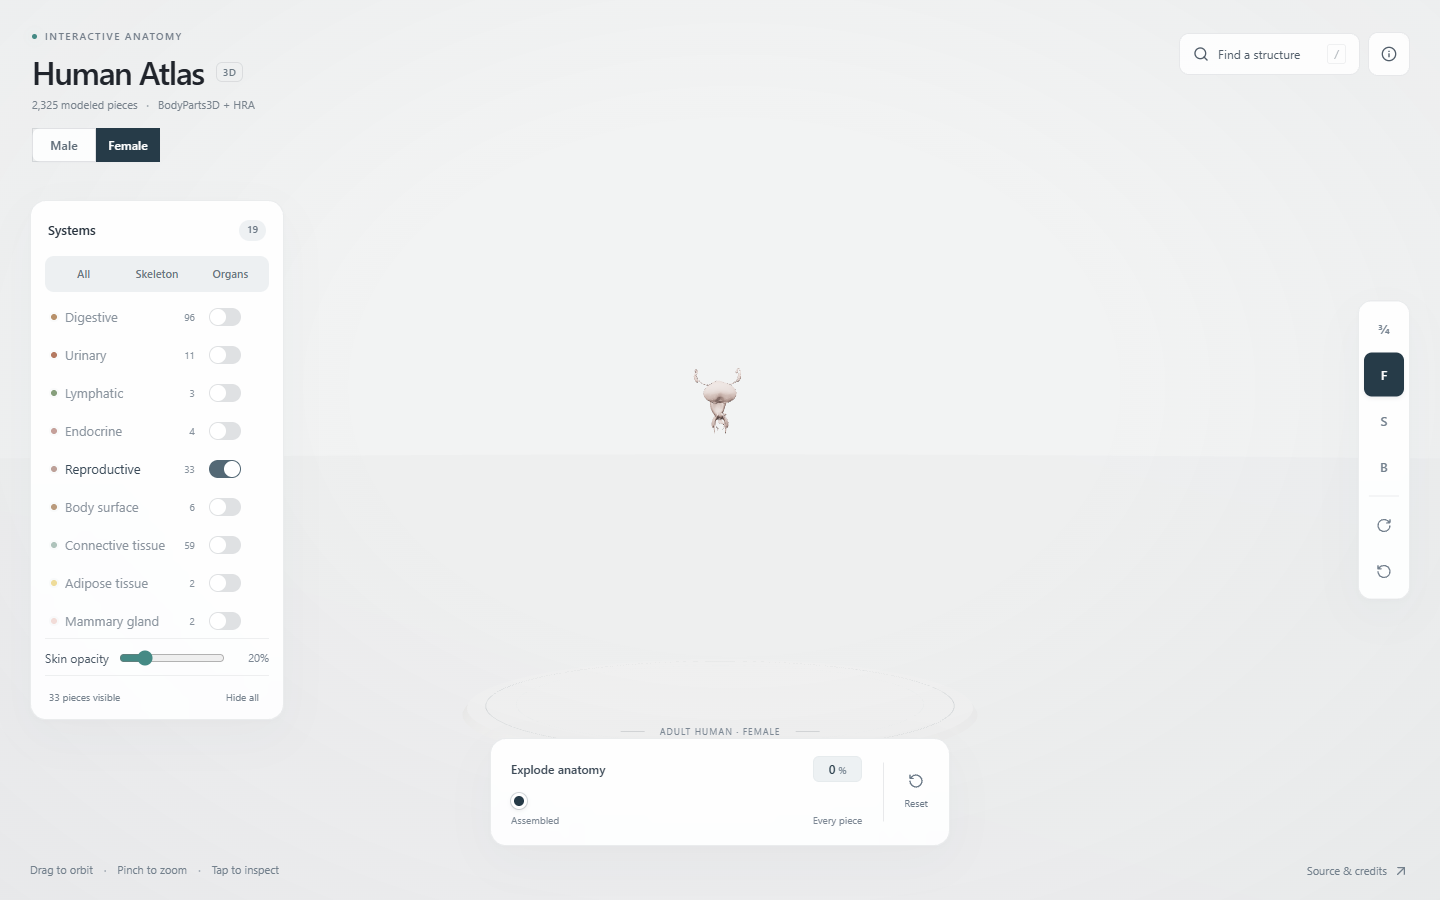 INTERACTIVE ANATOMY
Human Atlas 3D
2,325 modeled pieces · BodyParts3D + HRA
Male Female
Find a structure /
Systems 19
All Skeleton Organs
Digestive 96
Urinary 11
Lymphatic 3
Endocrine 4
Reproductive 33
Body surface 6
Connective tissue 59
Adipose tissue 2
Mammary gland 2
Skin opacity 20%
33 pieces visible Hide all
¾
F
S
B
ADULT HUMAN · FEMALE
Explode anatomy 0 %
Assembled Every piece
Reset
Drag to orbit · Pinch to zoom · Tap to inspect
Source & credits